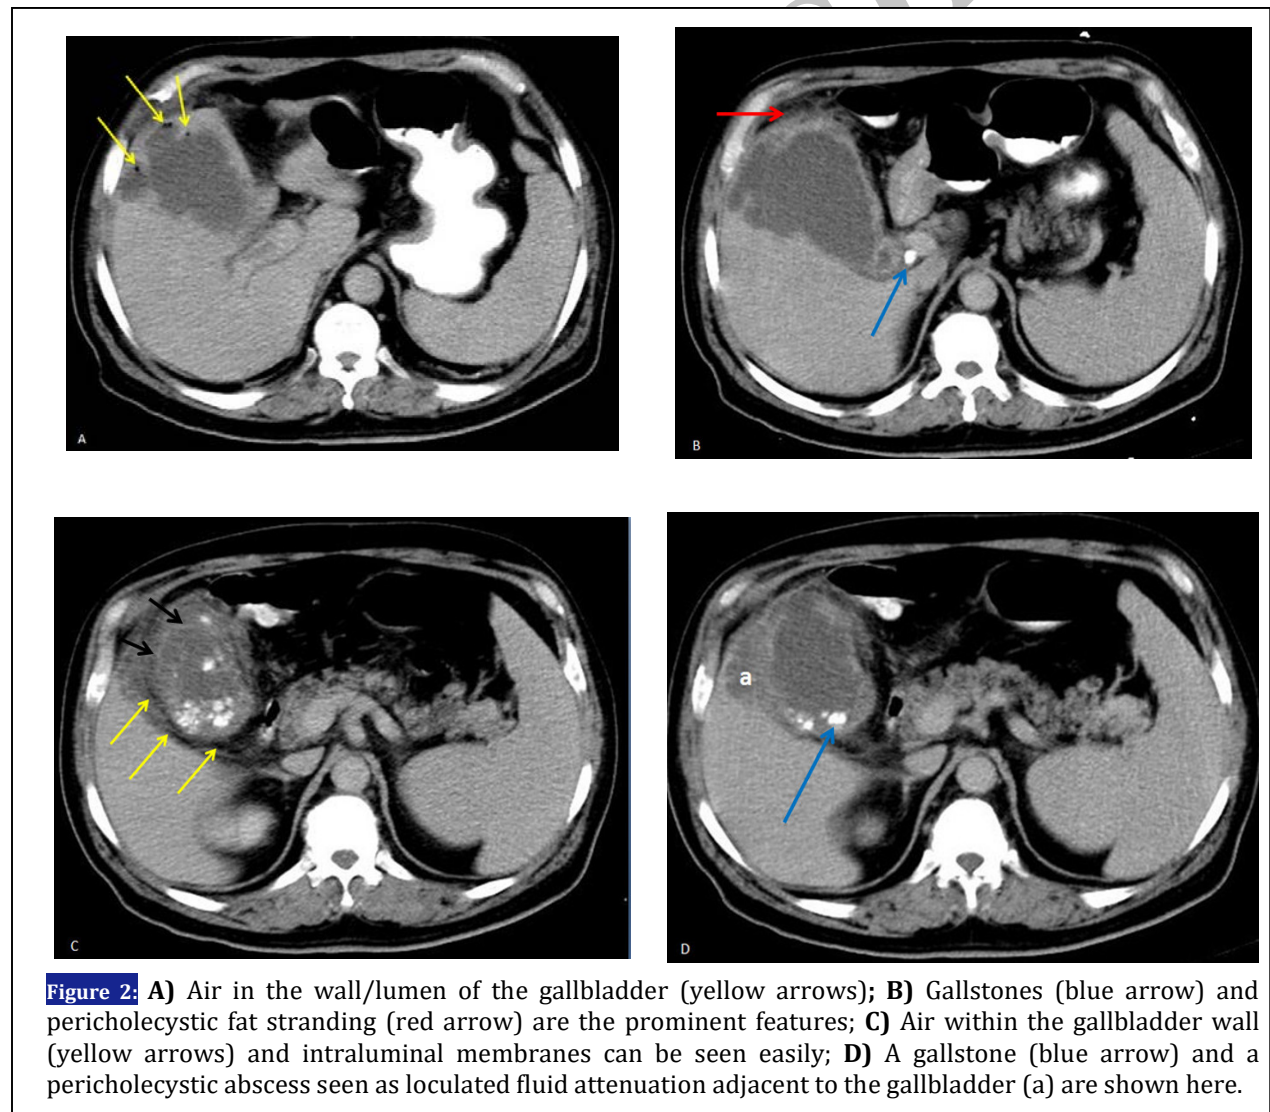 A
B
C
a
D
Figure 2: A) Air in the wall/lumen of the gallbladder (yellow arrows); B) Gallstones (blue arrow) and
pericholecystic fat stranding (red arrow) are the prominent features; C) Air within the gallbladder wall
(yellow arrows) and intraluminal membranes can be seen easily; D) A gallstone (blue arrow) and a
pericholecystic abscess seen as loculated fluid attenuation adjacent to the gallbladder (a) are shown here.